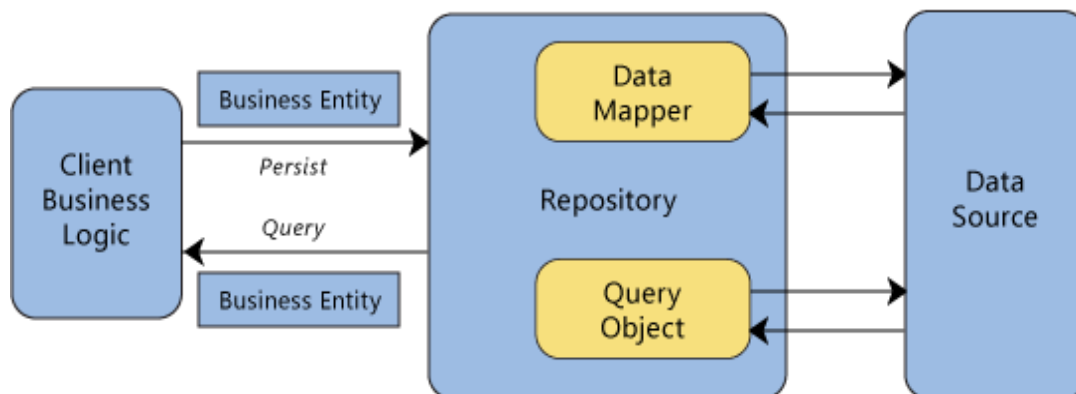 Client
Business
Logic
Business Entity
Persist
Query
Business Entity
Data
Mapper
Repository
Query
Object
Data
Source